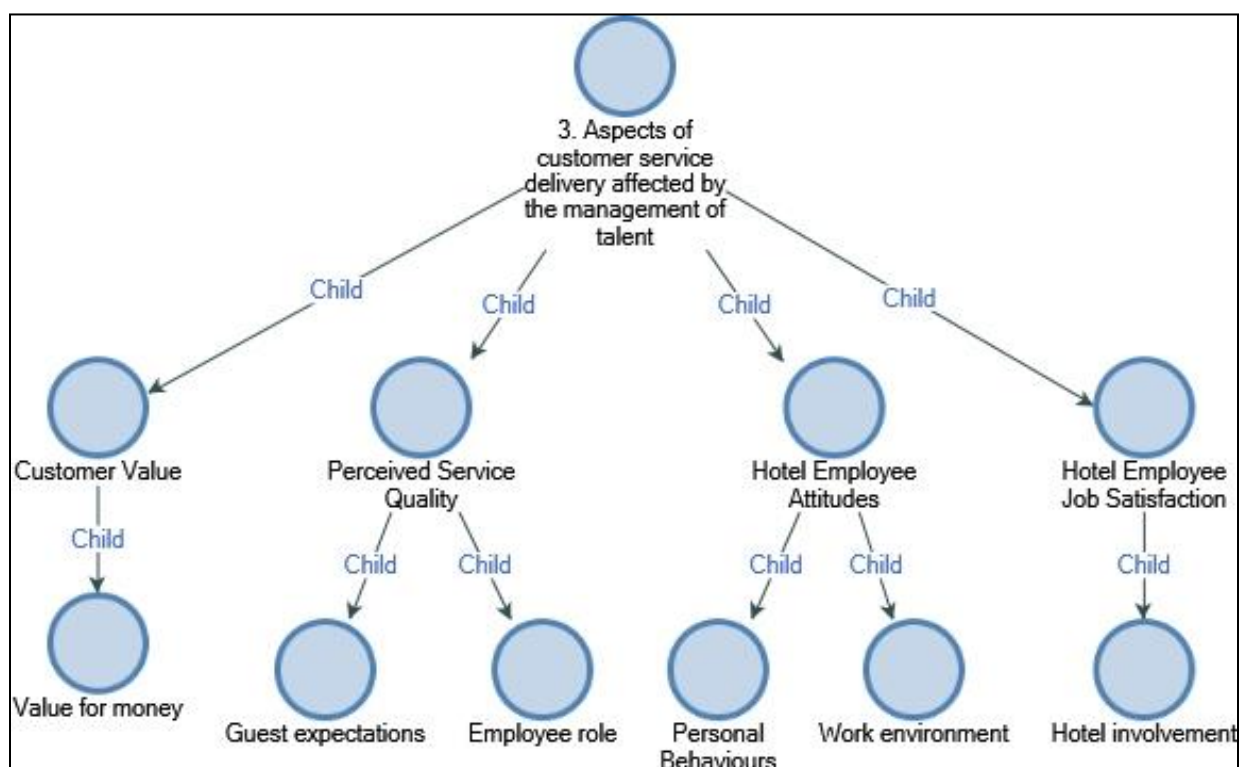 3. Aspects of
customer service
delivery affected by
the management of
talent
Child
Child
Child
Child
Customer Value
Perceived Service
Quality
Hotel Employee
Attitudes
Hotel Employee
Job Satisfaction
Child
Child
Child
Child
Child
Child
Value for money
Guest expectations
Employee role
Personal
Behaviours
Work environment
Hotel involvement